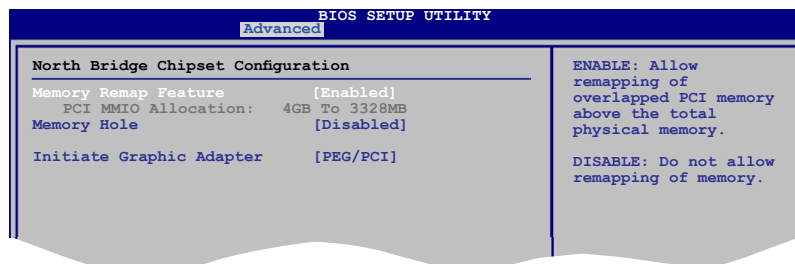 BIOS SETUP UTILITY
Advanced
North Bridge Chipset Configuration
Memory Remap Feature [Enabled]
PCI MMIO Allocation: 4GB To 3328MB
Memory Hole [Disabled]
Initiate Graphic Adapter [PEG/PCI]
ENABLE: Allow
remapping of
overlapped PCI memory
above the total
physical memory.
DISABLE: Do not allow
remapping of memory.